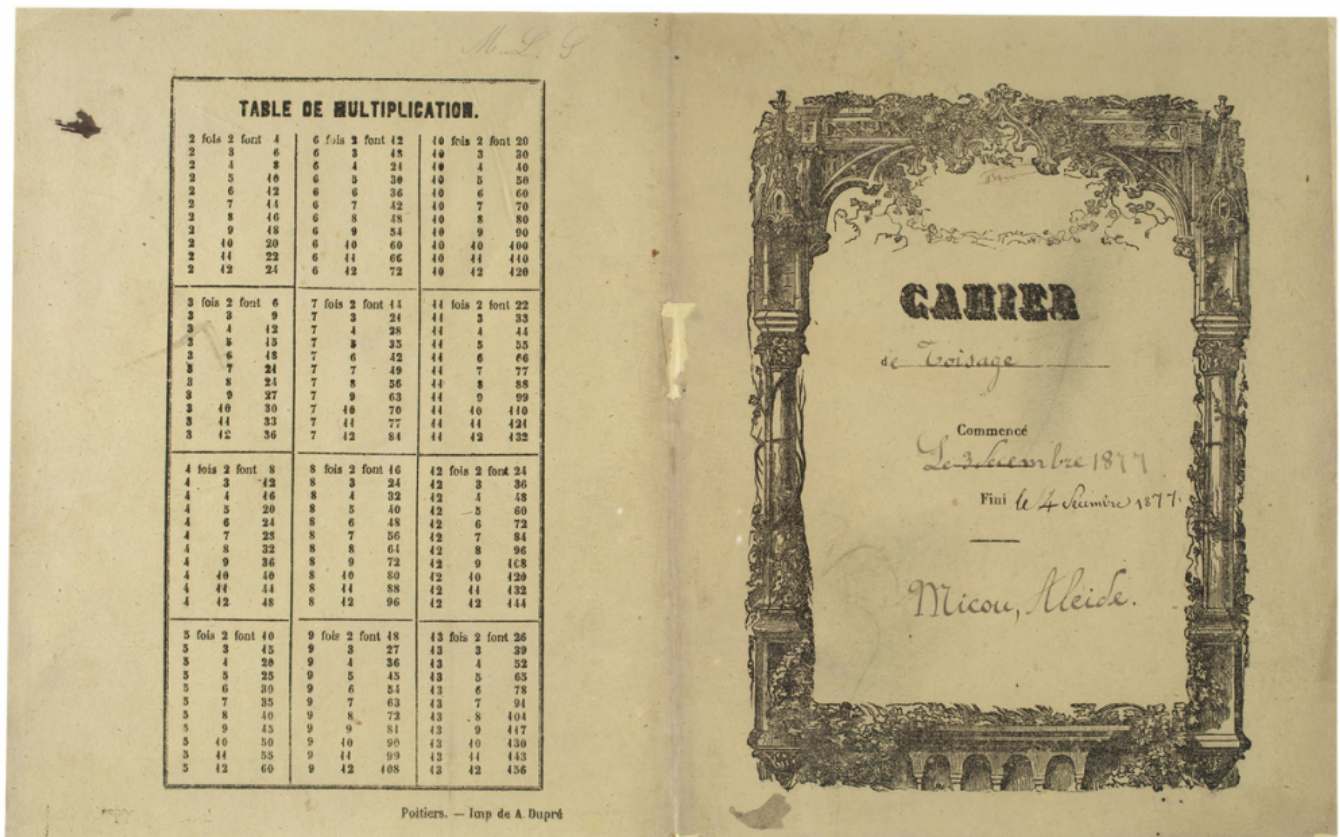 M. L. G
TABLE DE MULTIPLICATION.
2 fois 2 font 4
2 3 6
2 4 8
2 5 10
2 6 12
2 7 14
2 8 16
2 9 18
2 10 20
2 11 22
2 12 24
3 fois 2 font 6
3 3 9
3 4 12
3 5 15
3 6 18
3 7 21
3 8 24
3 9 27
3 10 30
3 11 33
3 12 36
4 fois 2 font 8
4 3 12
4 4 16
4 5 20
4 6 24
4 7 28
4 8 32
4 9 36
4 10 40
4 11 44
4 12 48
5 fois 2 font 10
5 3 15
5 4 20
5 5 25
5 6 30
5 7 35
5 8 40
5 9 45
5 10 50
5 11 55
5 12 60
6 fois 2 font 12
6 3 18
6 4 24
6 5 30
6 6 36
6 7 42
6 8 48
6 9 54
6 10 60
6 11 66
6 12 72
7 fois 2 font 14
7 3 21
7 4 28
7 5 35
7 6 42
7 7 49
7 8 56
7 9 63
7 10 70
7 11 77
7 12 84
8 fois 2 font 16
8 3 24
8 4 32
8 5 40
8 6 48
8 7 56
8 8 64
8 9 72
8 10 80
8 11 88
8 12 96
9 fois 2 font 18
9 3 27
9 4 36
9 5 45
9 6 54
9 7 63
9 8 72
9 9 81
9 10 90
9 11 99
9 12 108
10 fois 2 font 20
10 3 30
10 4 40
10 5 50
10 6 60
10 7 70
10 8 80
10 9 90
10 10 100
10 11 110
10 12 120
11 fois 2 font 22
11 3 33
11 4 44
11 5 55
11 6 66
11 7 77
11 8 88
11 9 99
11 10 110
11 11 121
11 12 132
12 fois 2 font 24
12 3 36
12 4 48
12 5 60
12 6 72
12 7 84
12 8 96
12 9 108
12 10 120
12 11 132
12 12 144
13 fois 2 font 26
13 3 39
13 4 52
13 5 65
13 6 78
13 7 91
13 8 104
13 9 117
13 10 130
13 11 143
13 12 156
Poitiers. — Imp de A. Dupré
CAHIER
de Toisage
Commencé
Le 3 décembre 1877
Fini le 4 décembre 1877.
Micou, Alcide.